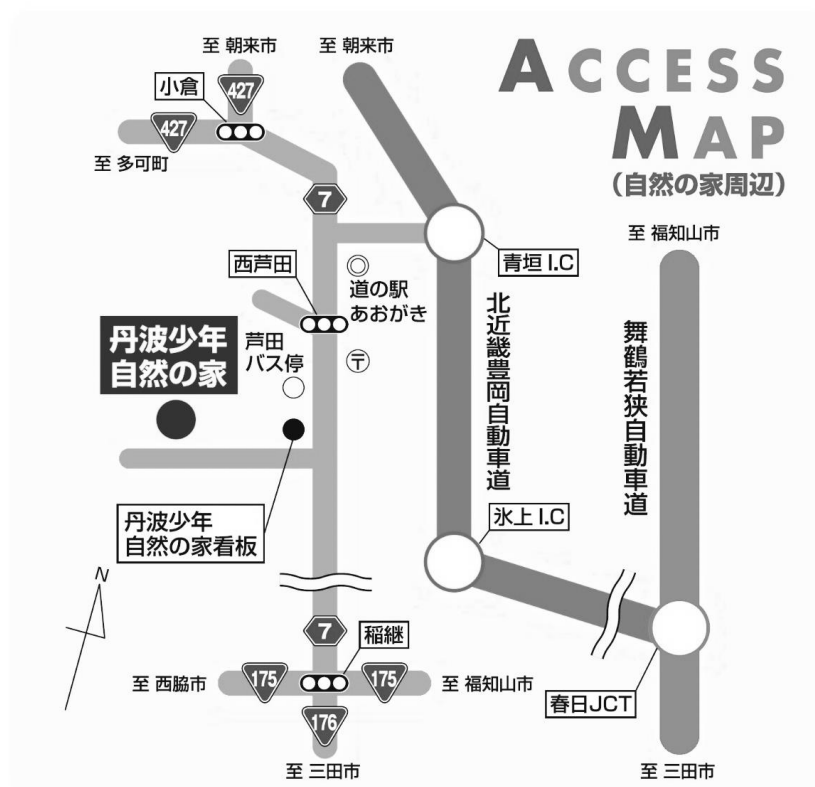 ACCESS
MAP
(自然の家周辺)
至 朝来市
至 朝来市
小倉
427
427
至 多可町
7
西芦田
道の駅
あおがき
青垣 I.C
至 福知山市
丹波少年
自然の家
芦田
バス停
〒
北近畿豊岡自動車道
舞鶴若狭自動車道
丹波少年
自然の家看板
氷上 I.C
N
7
稲継
至 西脇市
175
175
至 福知山市
176
至 三田市
春日JCT
至 三田市